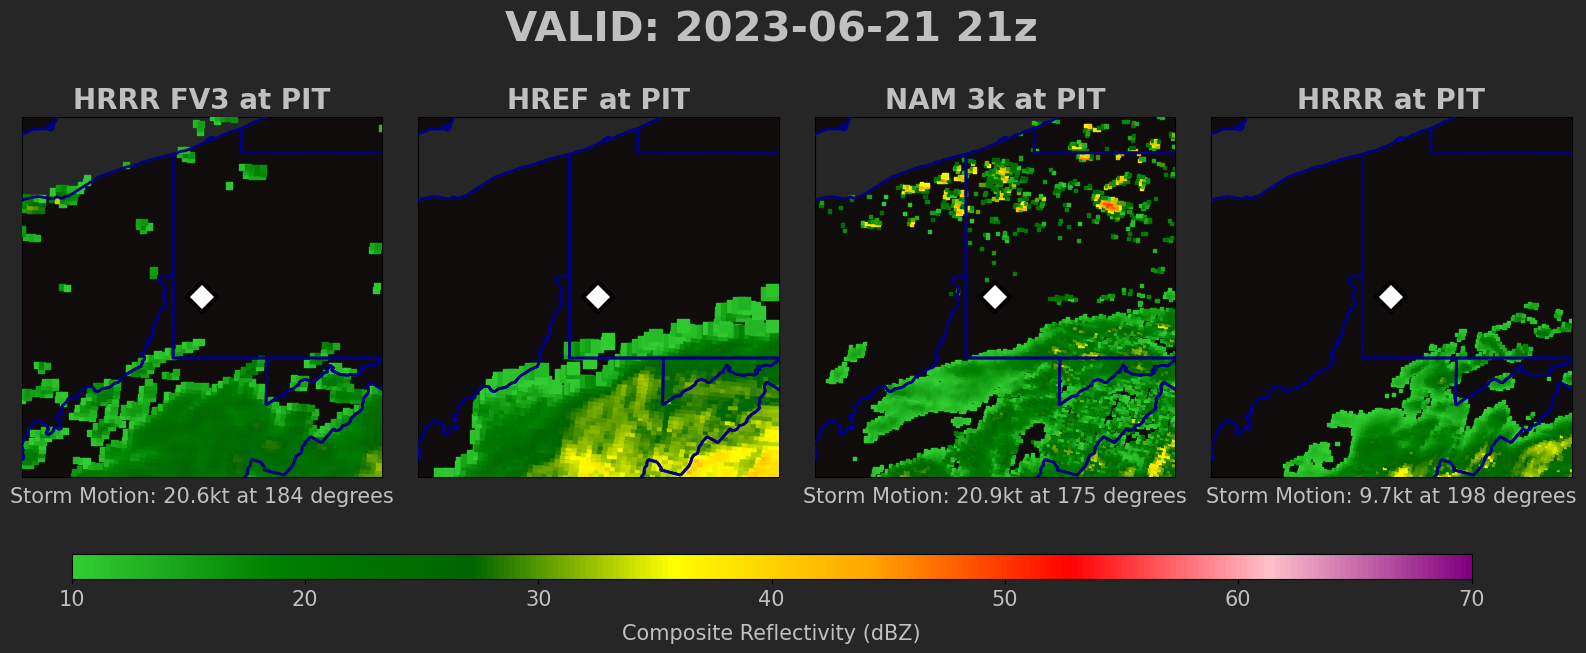 VALID: 2023-06-21 21z
HRRR FV3 at PIT
HREF at PIT
NAM 3k at PIT
HRRR at PIT
Storm Motion: 20.6kt at 184 degrees
Storm Motion: 20.9kt at 175 degrees
Storm Motion: 9.7kt at 198 degrees
10 20 30 40 50 60 70
Composite Reflectivity (dBZ)